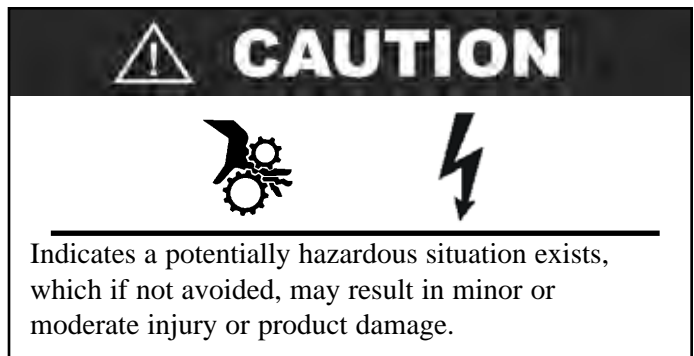 CAUTION
Indicates a potentially hazardous situation exists,
which if not avoided, may result in minor or
moderate injury or product damage.